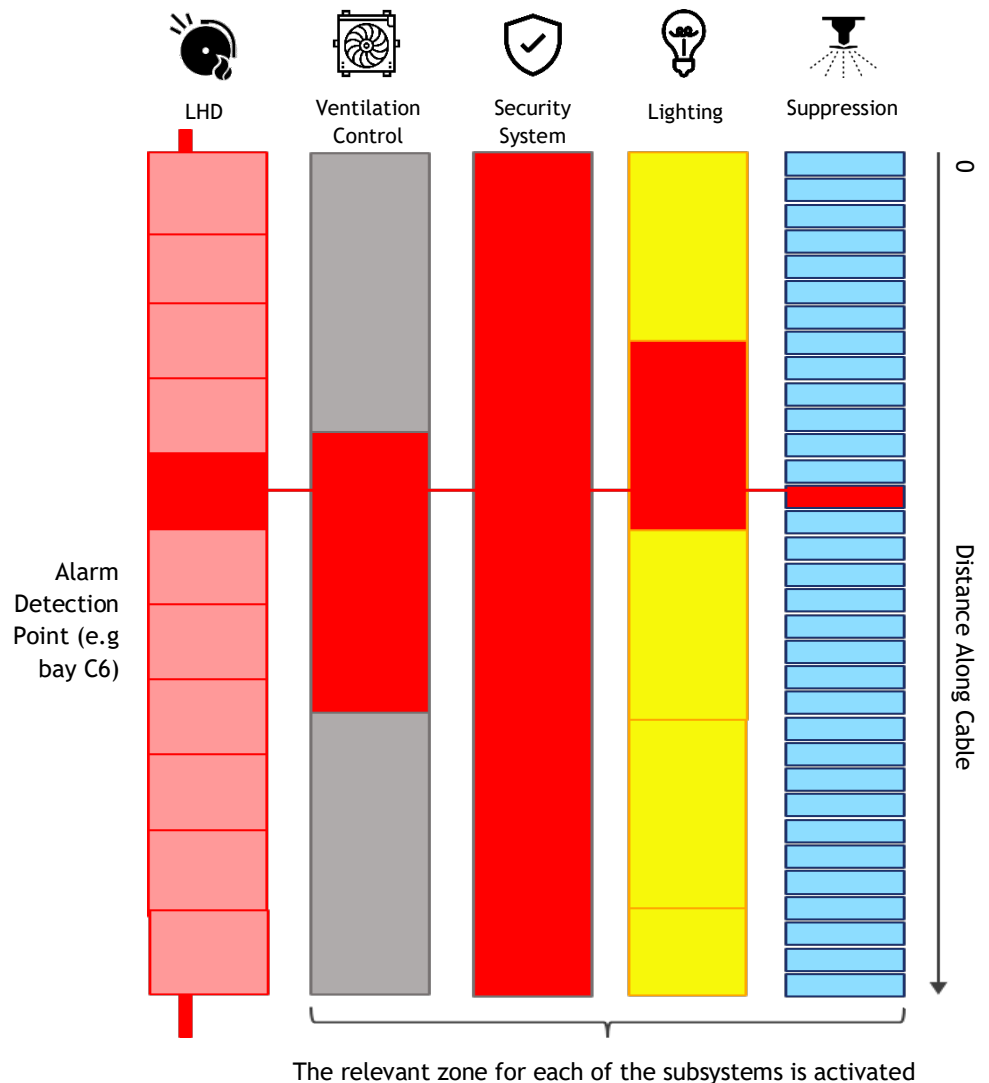 LHD
Ventilation
Control
Security
System
Lighting
Suppression
0
Alarm
Detection
Point (e.g
bay C6)
Distance Along Cable
The relevant zone for each of the subsystems is activated